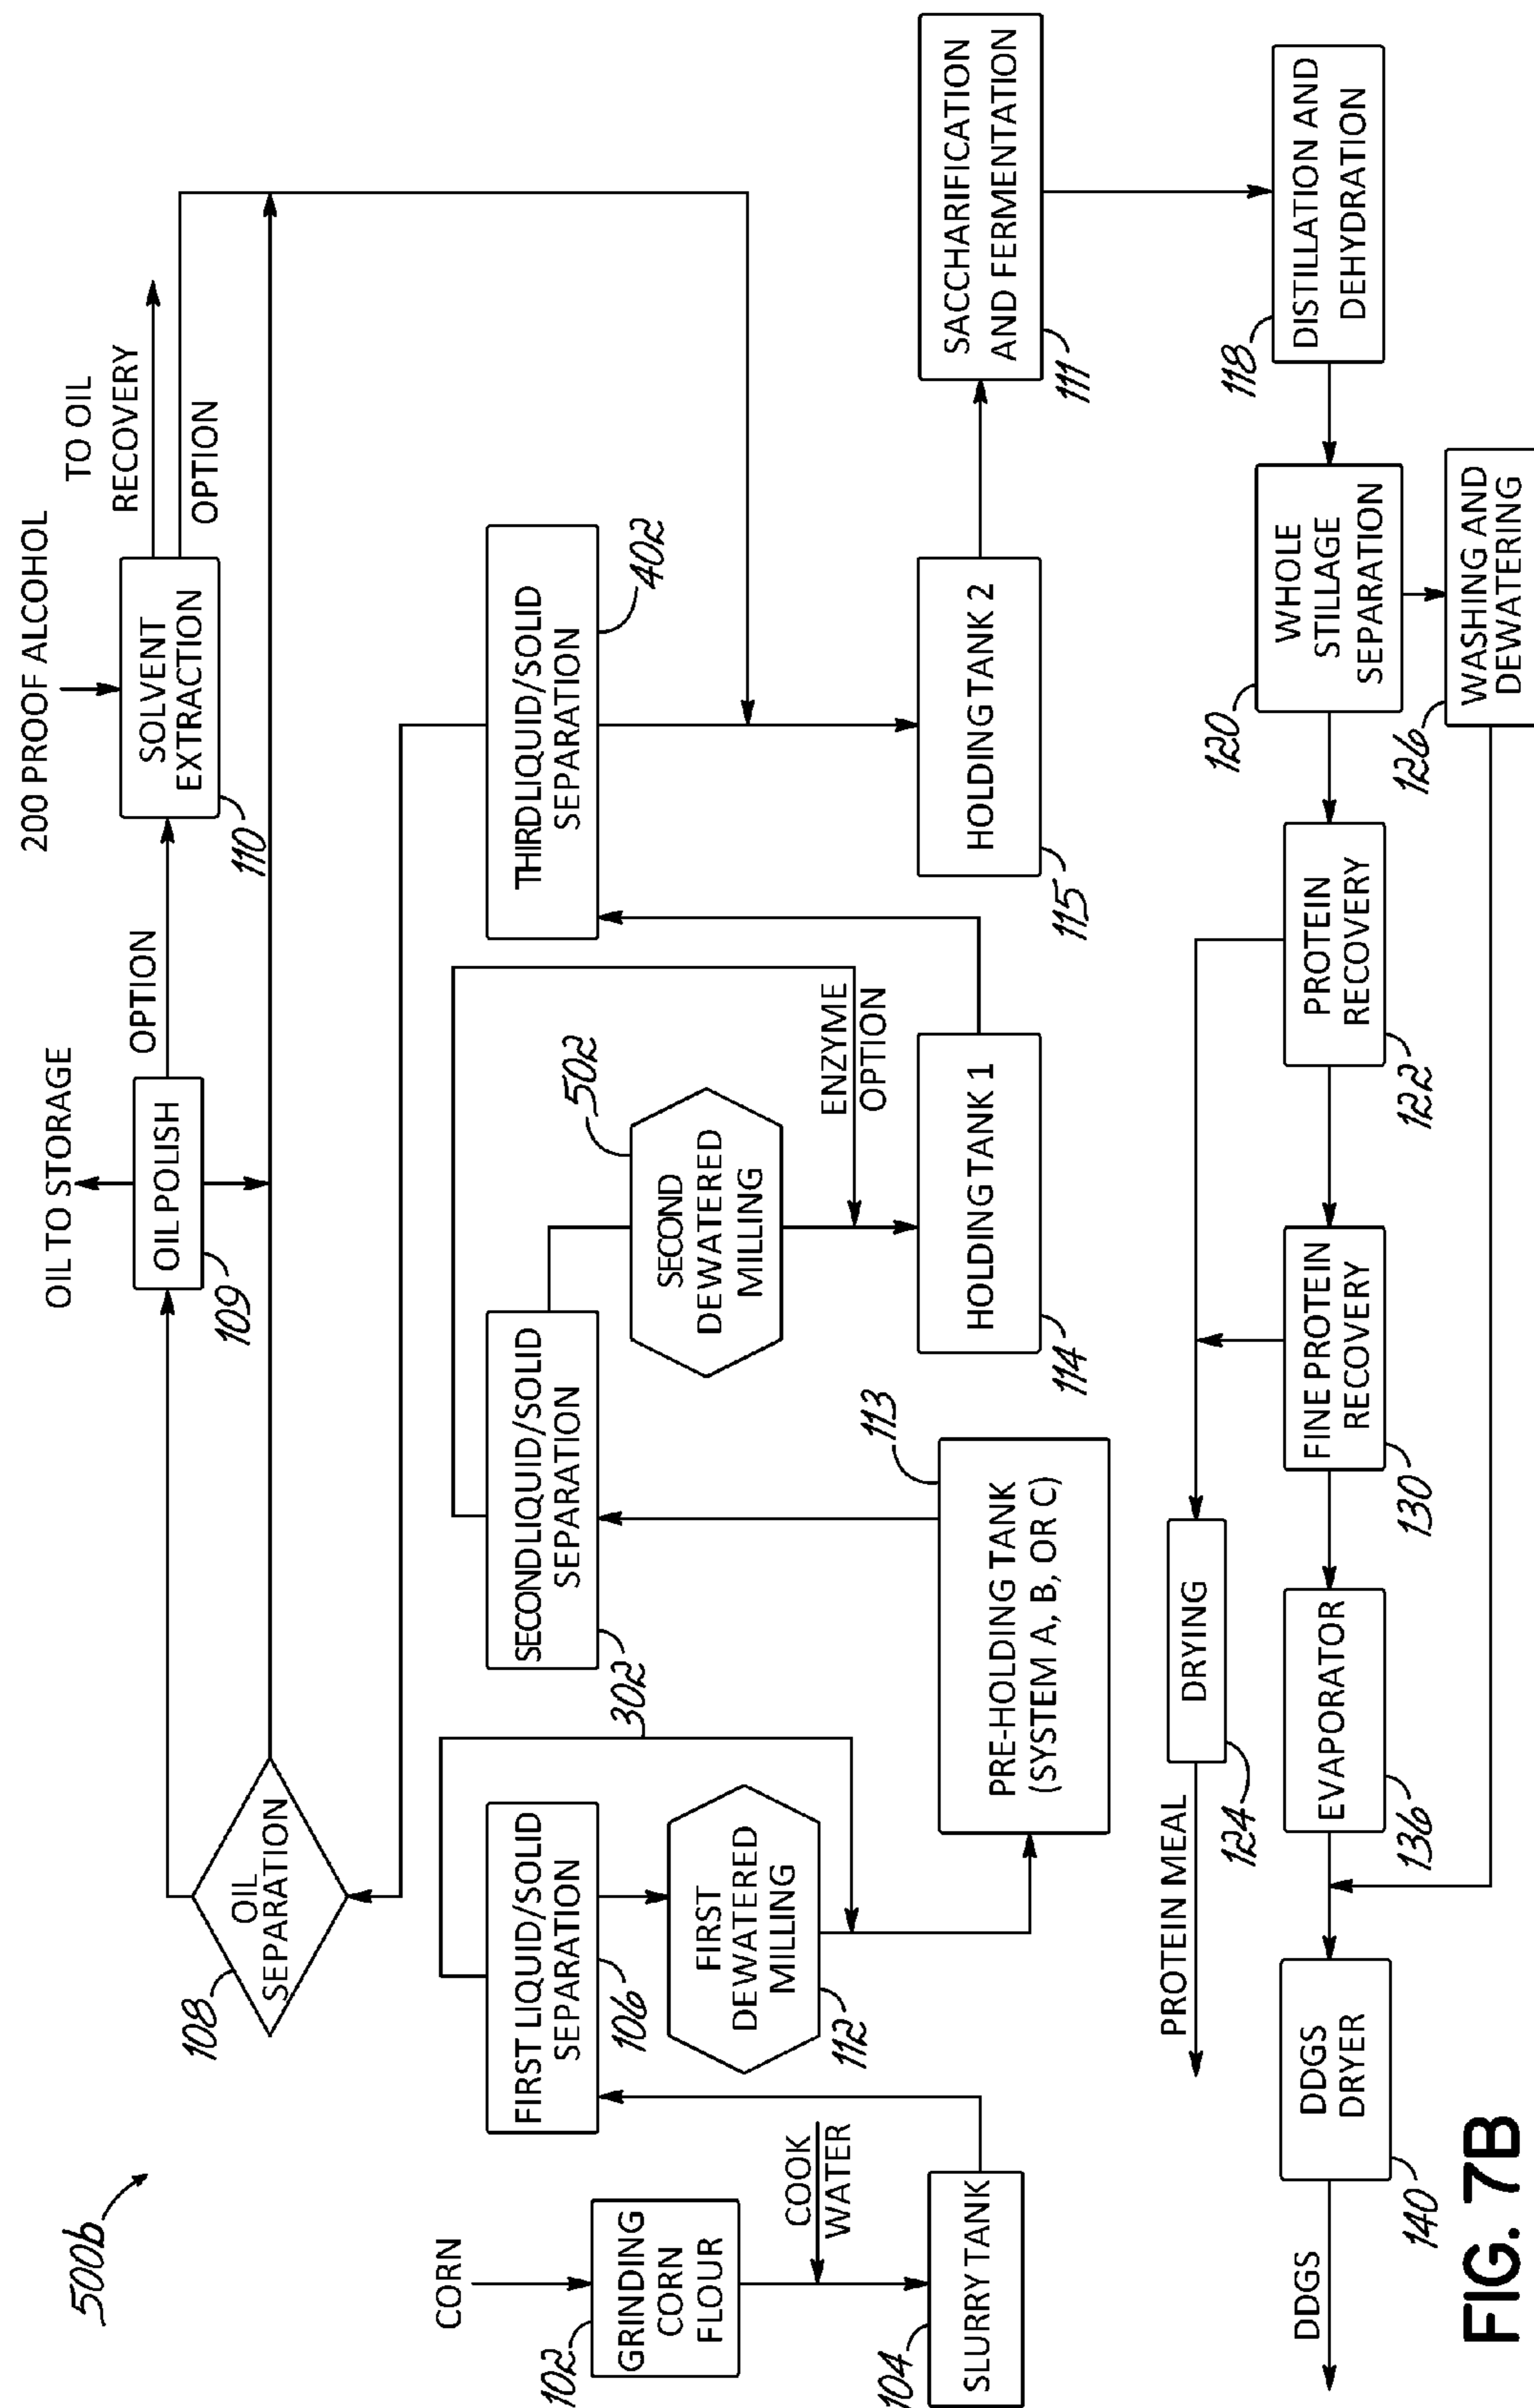 500b
OIL TO STORAGE
200 PROOF ALCOHOL
TO OIL
RECOVERY
OPTION
OIL POLISH
109
OPTION
SOLVENT
EXTRACTION
110
108
OIL
SEPARATION
CORN
102
GRINDING
CORN
FLOUR
COOK
WATER
104
SLURRY TANK
FIRST LIQUID/SOLID
SEPARATION
106
FIRST
DEWATERED
MILLING
112
SECOND LIQUID/SOLID
SEPARATION
302
SECOND
DEWATERED
MILLING
502
ENZYME
OPTION
113
PRE-HOLDING TANK
(SYSTEM A, B, OR C)
HOLDING TANK 1
114
THIRD LIQUID/SOLID
SEPARATION
402
HOLDING TANK 2
115
SACCHARIFICATION
AND FERMENTATION
111
118
DISTILLATION AND
DEHYDRATION
120
WHOLE
STILLAGE
SEPARATION
126
WASHING AND
DEWATERING
PROTEIN
RECOVERY
122
FINE PROTEIN
RECOVERY
130
DRYING
124
PROTEIN MEAL
EVAPORATOR
136
DDGS
DRYER
140
DDGS
FIG. 7B